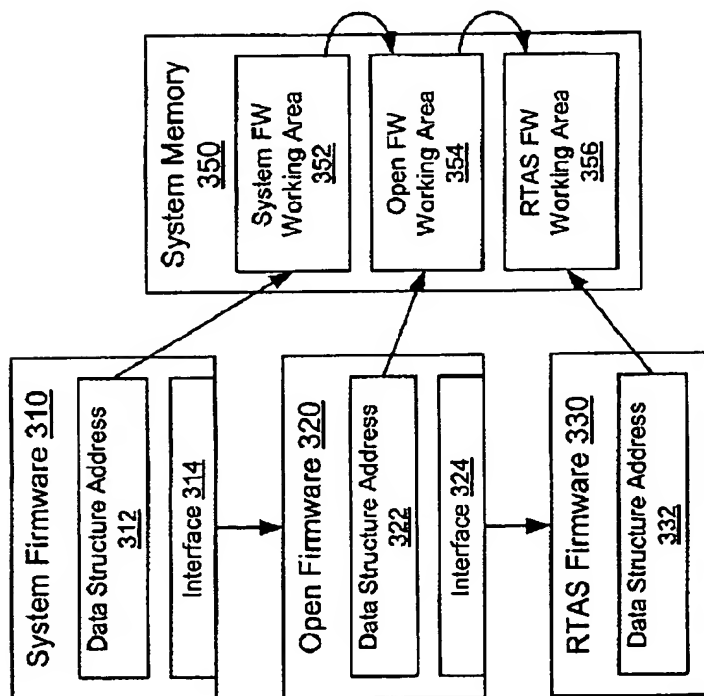 System Firmware 310
Data Structure Address
312
Interface 314
Open Firmware 320
Data Structure Address
322
Interface 324
RTAS Firmware 330
Data Structure Address
332
System Memory
350
System FW
Working Area
352
Open FW
Working Area
354
RTAS FW
Working Area
356